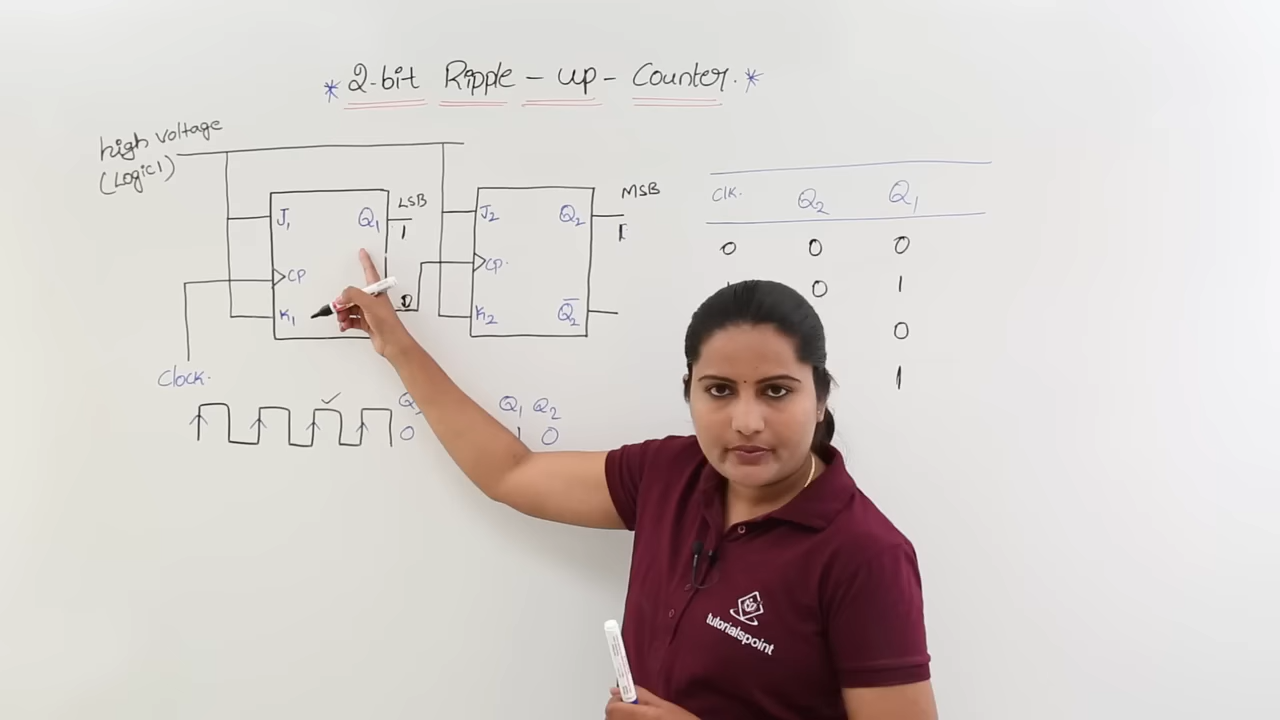 * 2-bit Ripple - up - Counter. *
high voltage
(Logic1)
J1 Q1 LSB 1
CP
K1 0
Clock.
J2 Q2 MSB
CP.
K2 Q̅2
Q1 Q2
0 1 0
Clk. Q2 Q1
0 0 0
0 1
0
1
tutorialspoint